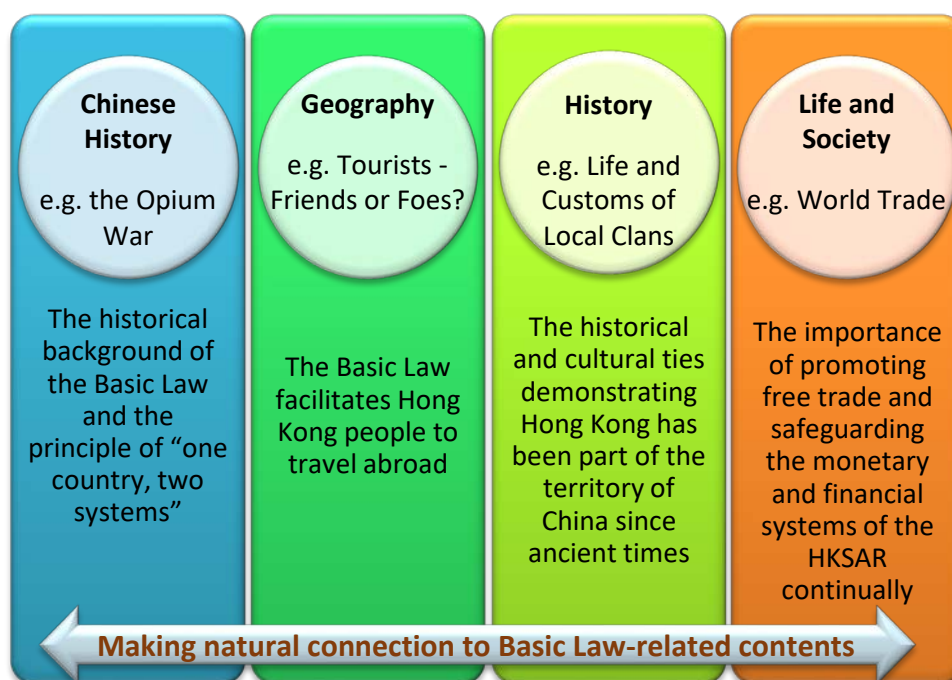 Chinese
History
e.g. the Opium
War
The historical
background of
the Basic Law
and the
principle of “one
country, two
systems”
Geography
e.g. Tourists -
Friends or Foes?
The Basic Law
facilitates Hong
Kong people to
travel abroad
History
e.g. Life and
Customs of
Local Clans
The historical
and cultural ties
demonstrating
Hong Kong has
been part of the
territory of
China since
ancient times
Life and
Society
e.g. World Trade
The importance
of promoting
free trade and
safeguarding
the monetary
and financial
systems of the
HKSAR
continually
Making natural connection to Basic Law-related contents